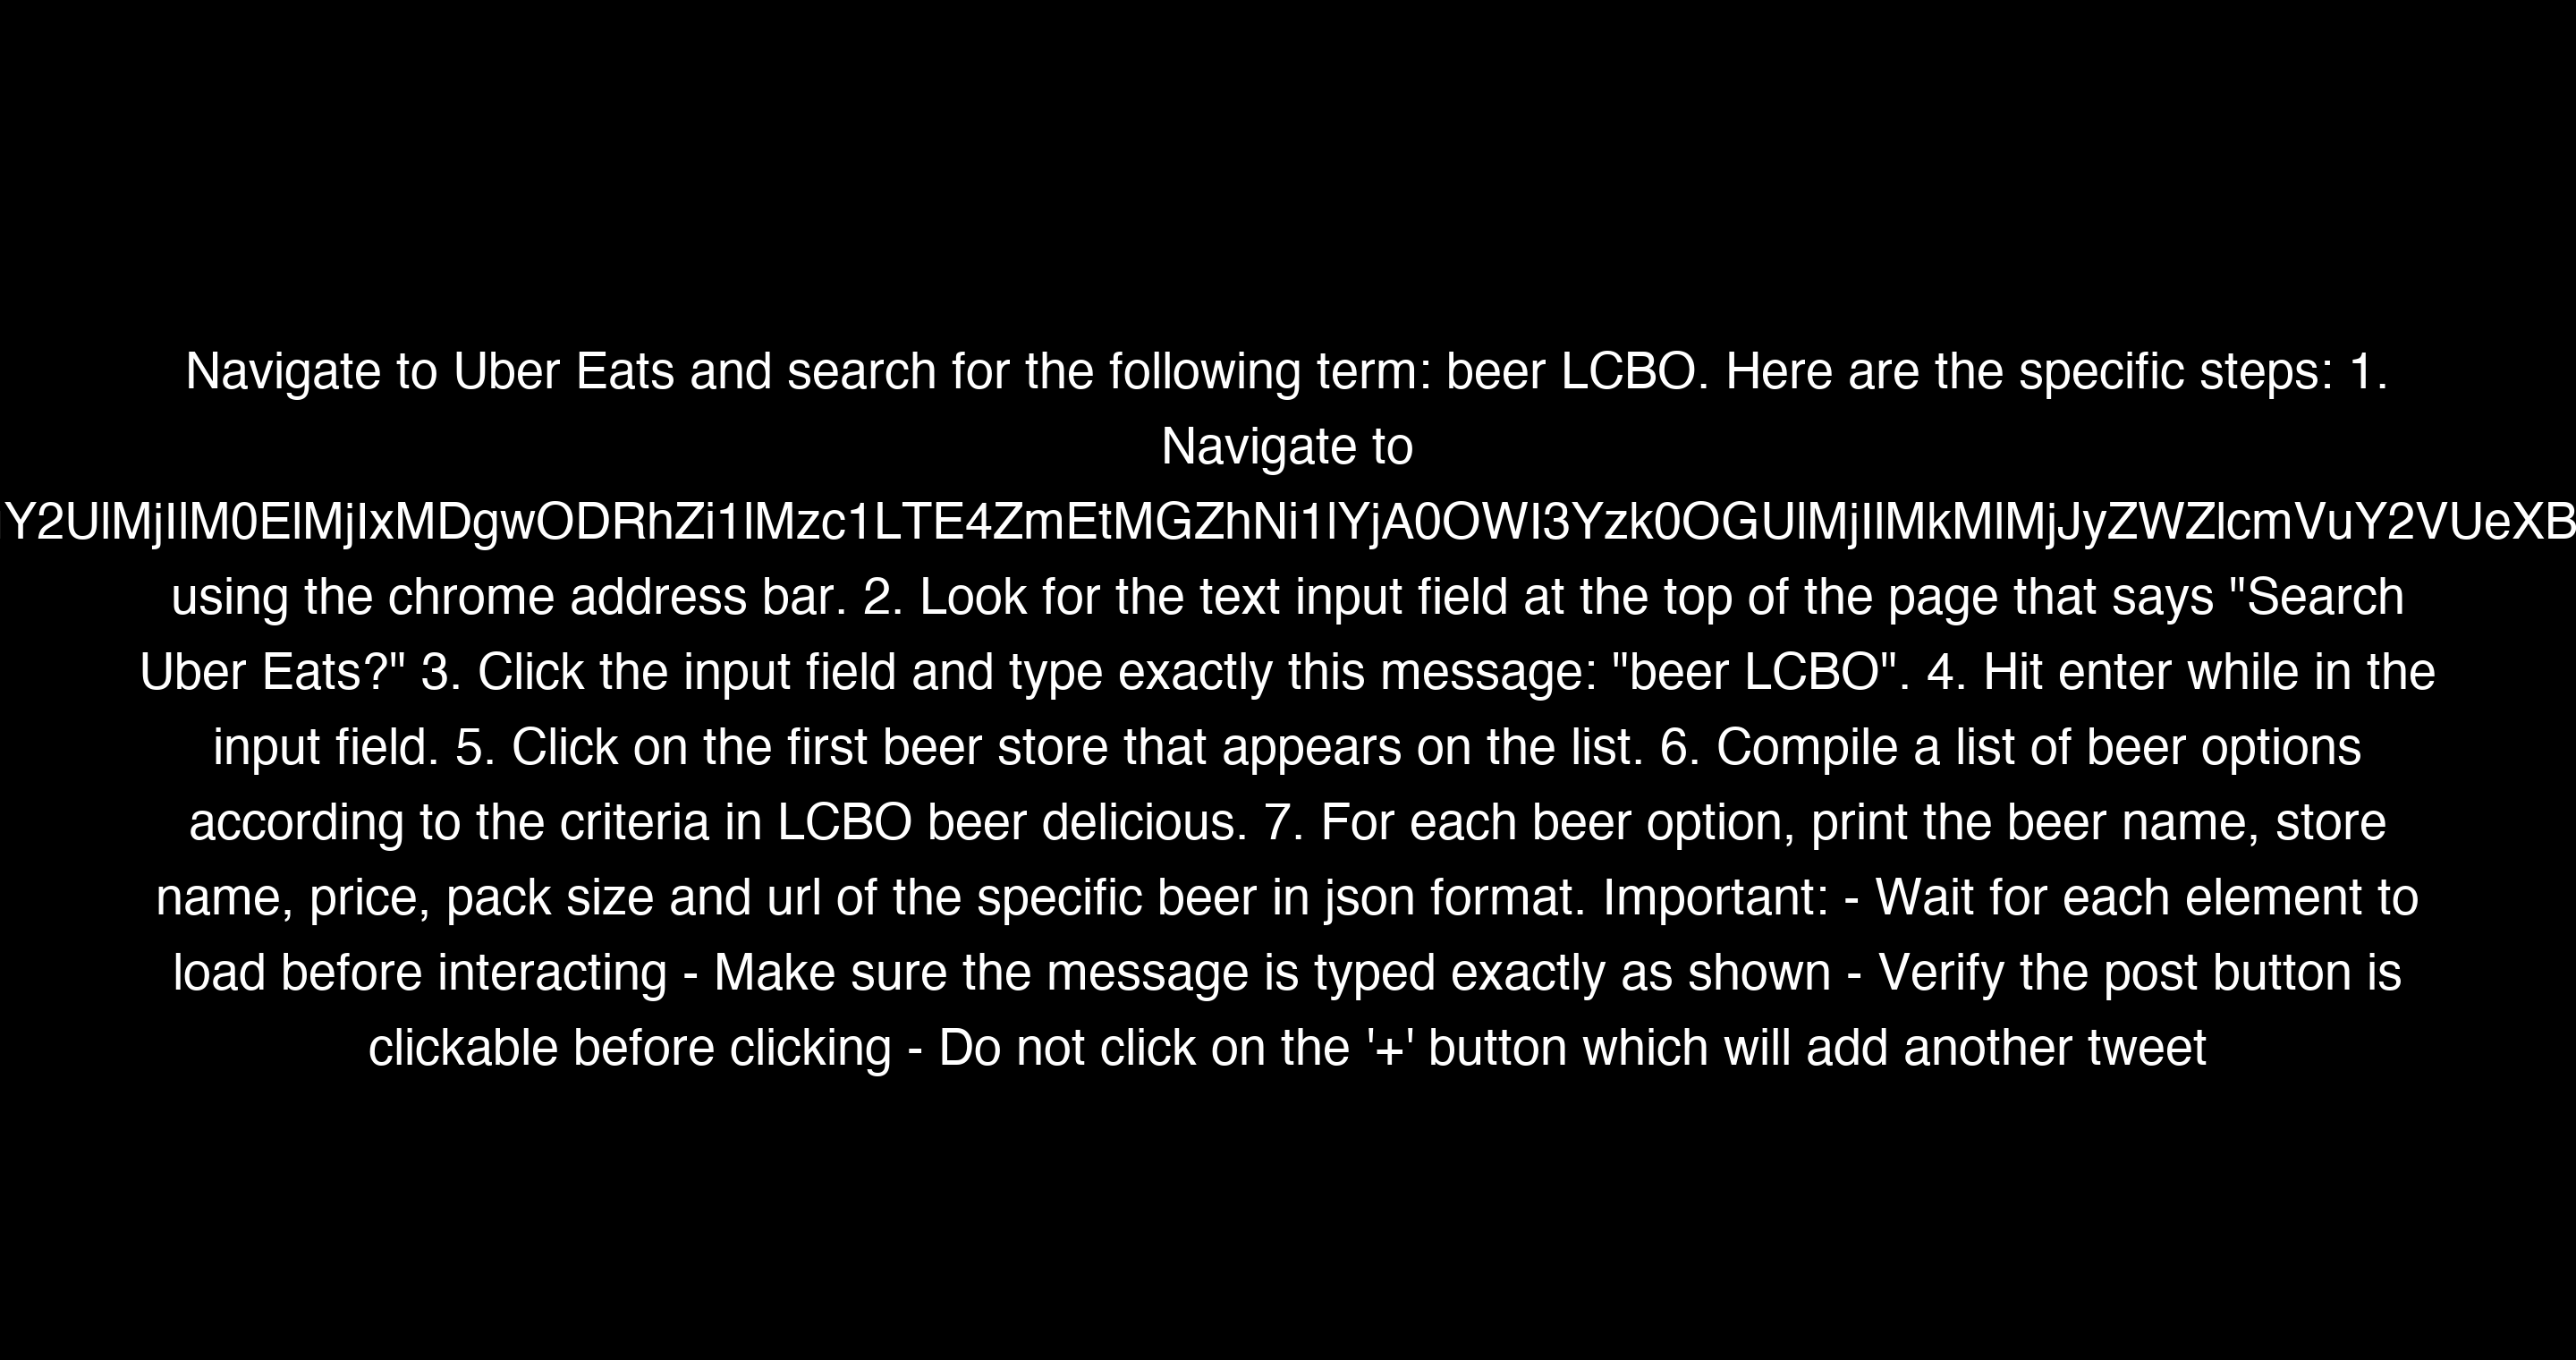 Navigate to Uber Eats and search for the following term: beer LCBO. Here are the specific steps: 1.
Navigate to
Y2UlMjIlM0ElMjIxMDgwODRhZi1lMzc1LTE4ZmEtMGZhNi1lYjA0OWI3Yzk0OGUlMjIlMkMlMjJyZWZlcmVuY2VUeXB
using the chrome address bar. 2. Look for the text input field at the top of the page that says "Search
Uber Eats?" 3. Click the input field and type exactly this message: "beer LCBO". 4. Hit enter while in the
input field. 5. Click on the first beer store that appears on the list. 6. Compile a list of beer options
according to the criteria in LCBO beer delicious. 7. For each beer option, print the beer name, store
name, price, pack size and url of the specific beer in json format. Important: - Wait for each element to
load before interacting - Make sure the message is typed exactly as shown - Verify the post button is
clickable before clicking - Do not click on the '+' button which will add another tweet